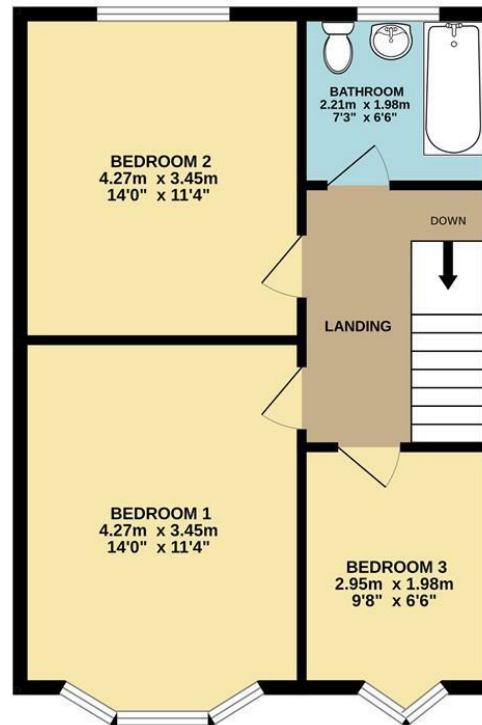 BATHROOM
2.21m x 1.98m
7'3" x 6'6"
BEDROOM 2
4.27m x 3.45m
14'0" x 11'4"
DOWN
LANDING
BEDROOM 1
4.27m x 3.45m
14'0" x 11'4"
BEDROOM 3
2.95m x 1.98m
9'8" x 6'6"